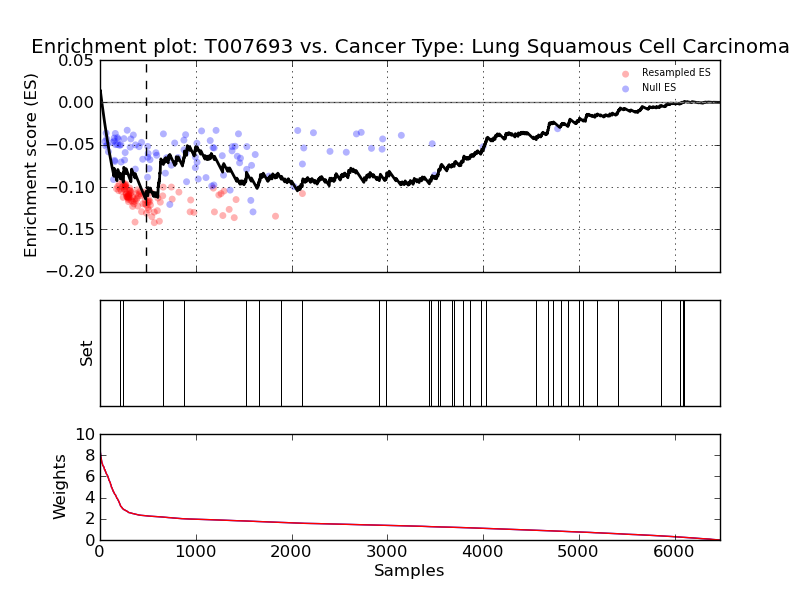 Enrichment plot: T007693 vs. Cancer Type: Lung Squamous Cell Carcinoma
0.05
0.00
−0.05
−0.10
−0.15
−0.20
Enrichment score (ES)
Resampled ES
Null ES
Set
10
8
6
4
2
0
Weights
0
1000
2000
3000
4000
5000
6000
Samples